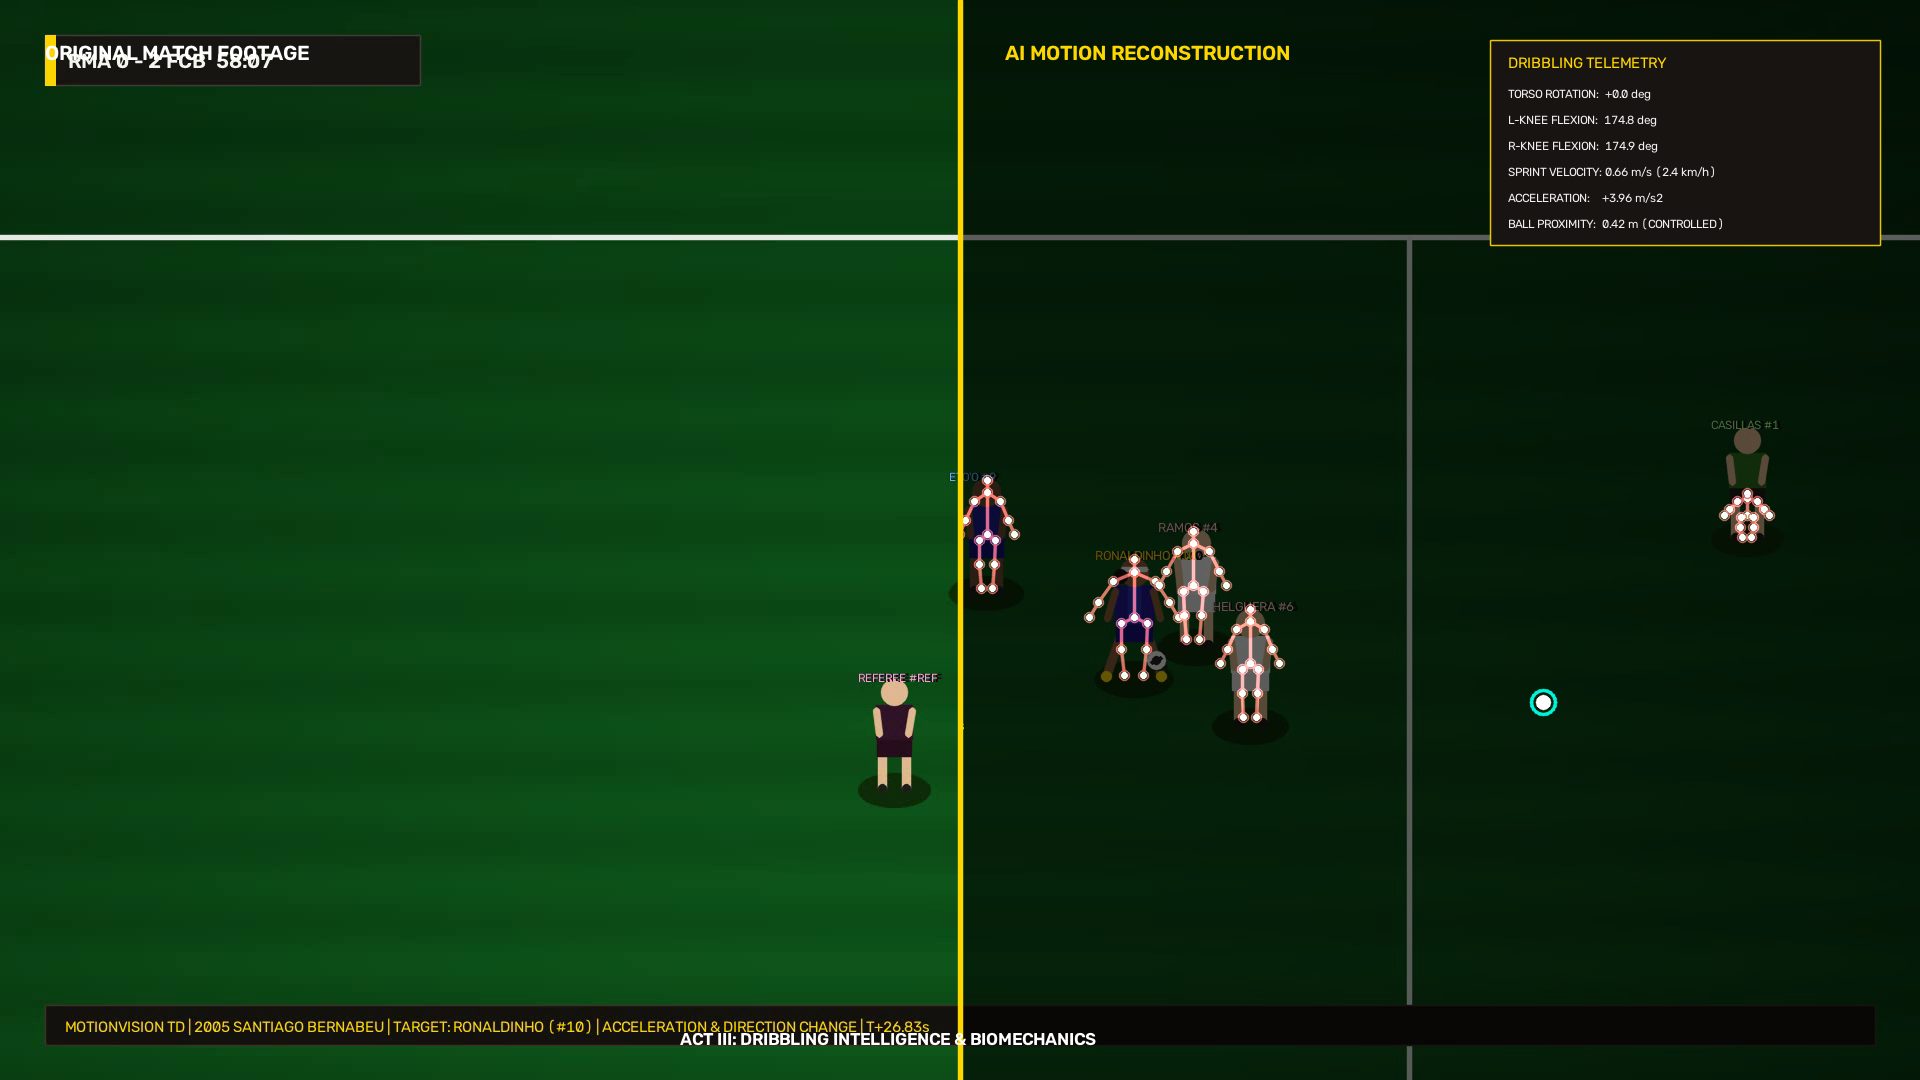 ORIGINAL MATCH FOOTAGE
RMA 0 - 2 FCB 58:07
AI MOTION RECONSTRUCTION
DRIBBLING TELEMETRY
TORSO ROTATION: +0.0 deg
L-KNEE FLEXION: 174.8 deg
R-KNEE FLEXION: 174.9 deg
SPRINT VELOCITY: 0.66 m/s (2.4 km/h)
ACCELERATION: +3.96 m/s2
BALL PROXIMITY: 0.42 m (CONTROLLED)
CASILLAS #1
ETO'O
RAMOS #4
RONALDINHO
HELGUERA #6
REFEREE #REF
MOTIONVISION TD | 2005 SANTIAGO BERNABEU | TARGET: RONALDINHO (#10) | ACCELERATION & DIRECTION CHANGE | T+26.83s
ACT III: DRIBBLING INTELLIGENCE & BIOMECHANICS